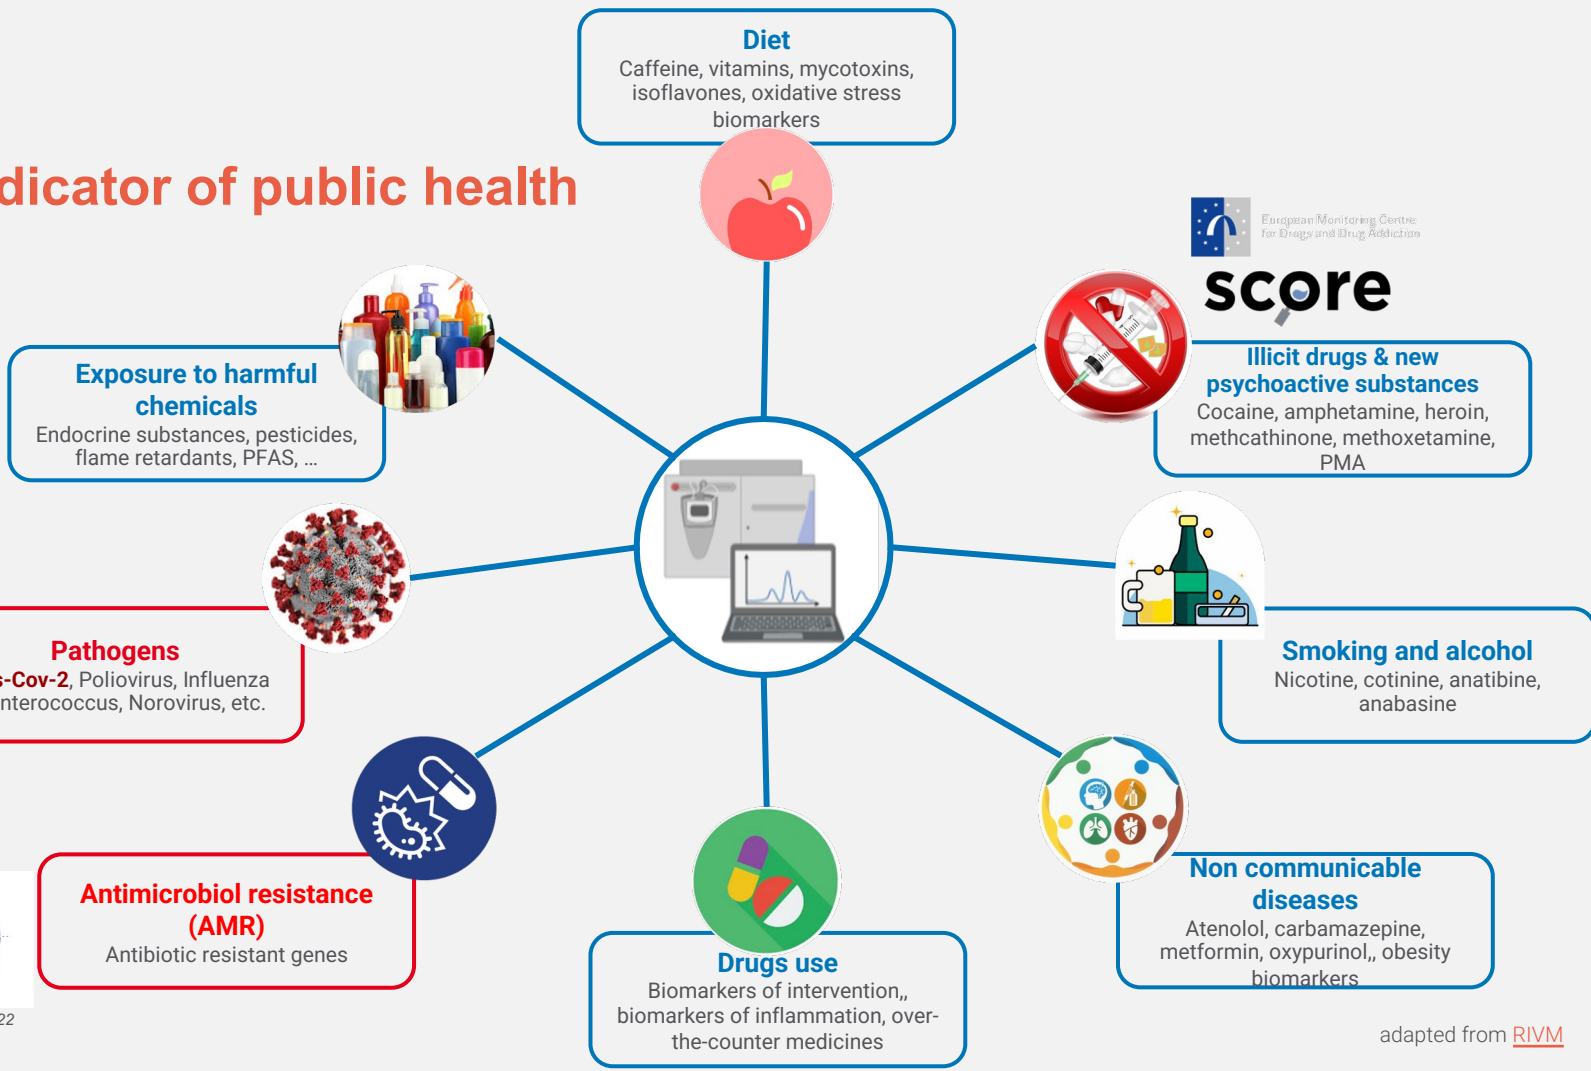 Diet
Caffeine, vitamins, mycotoxins,
isoflavones, oxidative stress
biomarkers
dicator of public health
European Monitoring Centre
for Drugs and Drug Addiction
score
Exposure to harmful
chemicals
Endocrine substances, pesticides,
flame retardants, PFAS, ...
Illicit drugs & new
psychoactive substances
Cocaine, amphetamine, heroin,
methcathinone, methoxetamine,
PMA
Pathogens
s-Cov-2, Poliovirus, Influenza
nterococcus, Norovirus, etc.
Smoking and alcohol
Nicotine, cotinine, anatibine,
anabasine
Antimicrobiol resistance
(AMR)
Antibiotic resistant genes
Drugs use
Biomarkers of intervention,,
biomarkers of inflammation, over-
the-counter medicines
Non communicable
diseases
Atenolol, carbamazepine,
metformin, oxypurinol,, obesity
biomarkers
22
adapted from RIVM